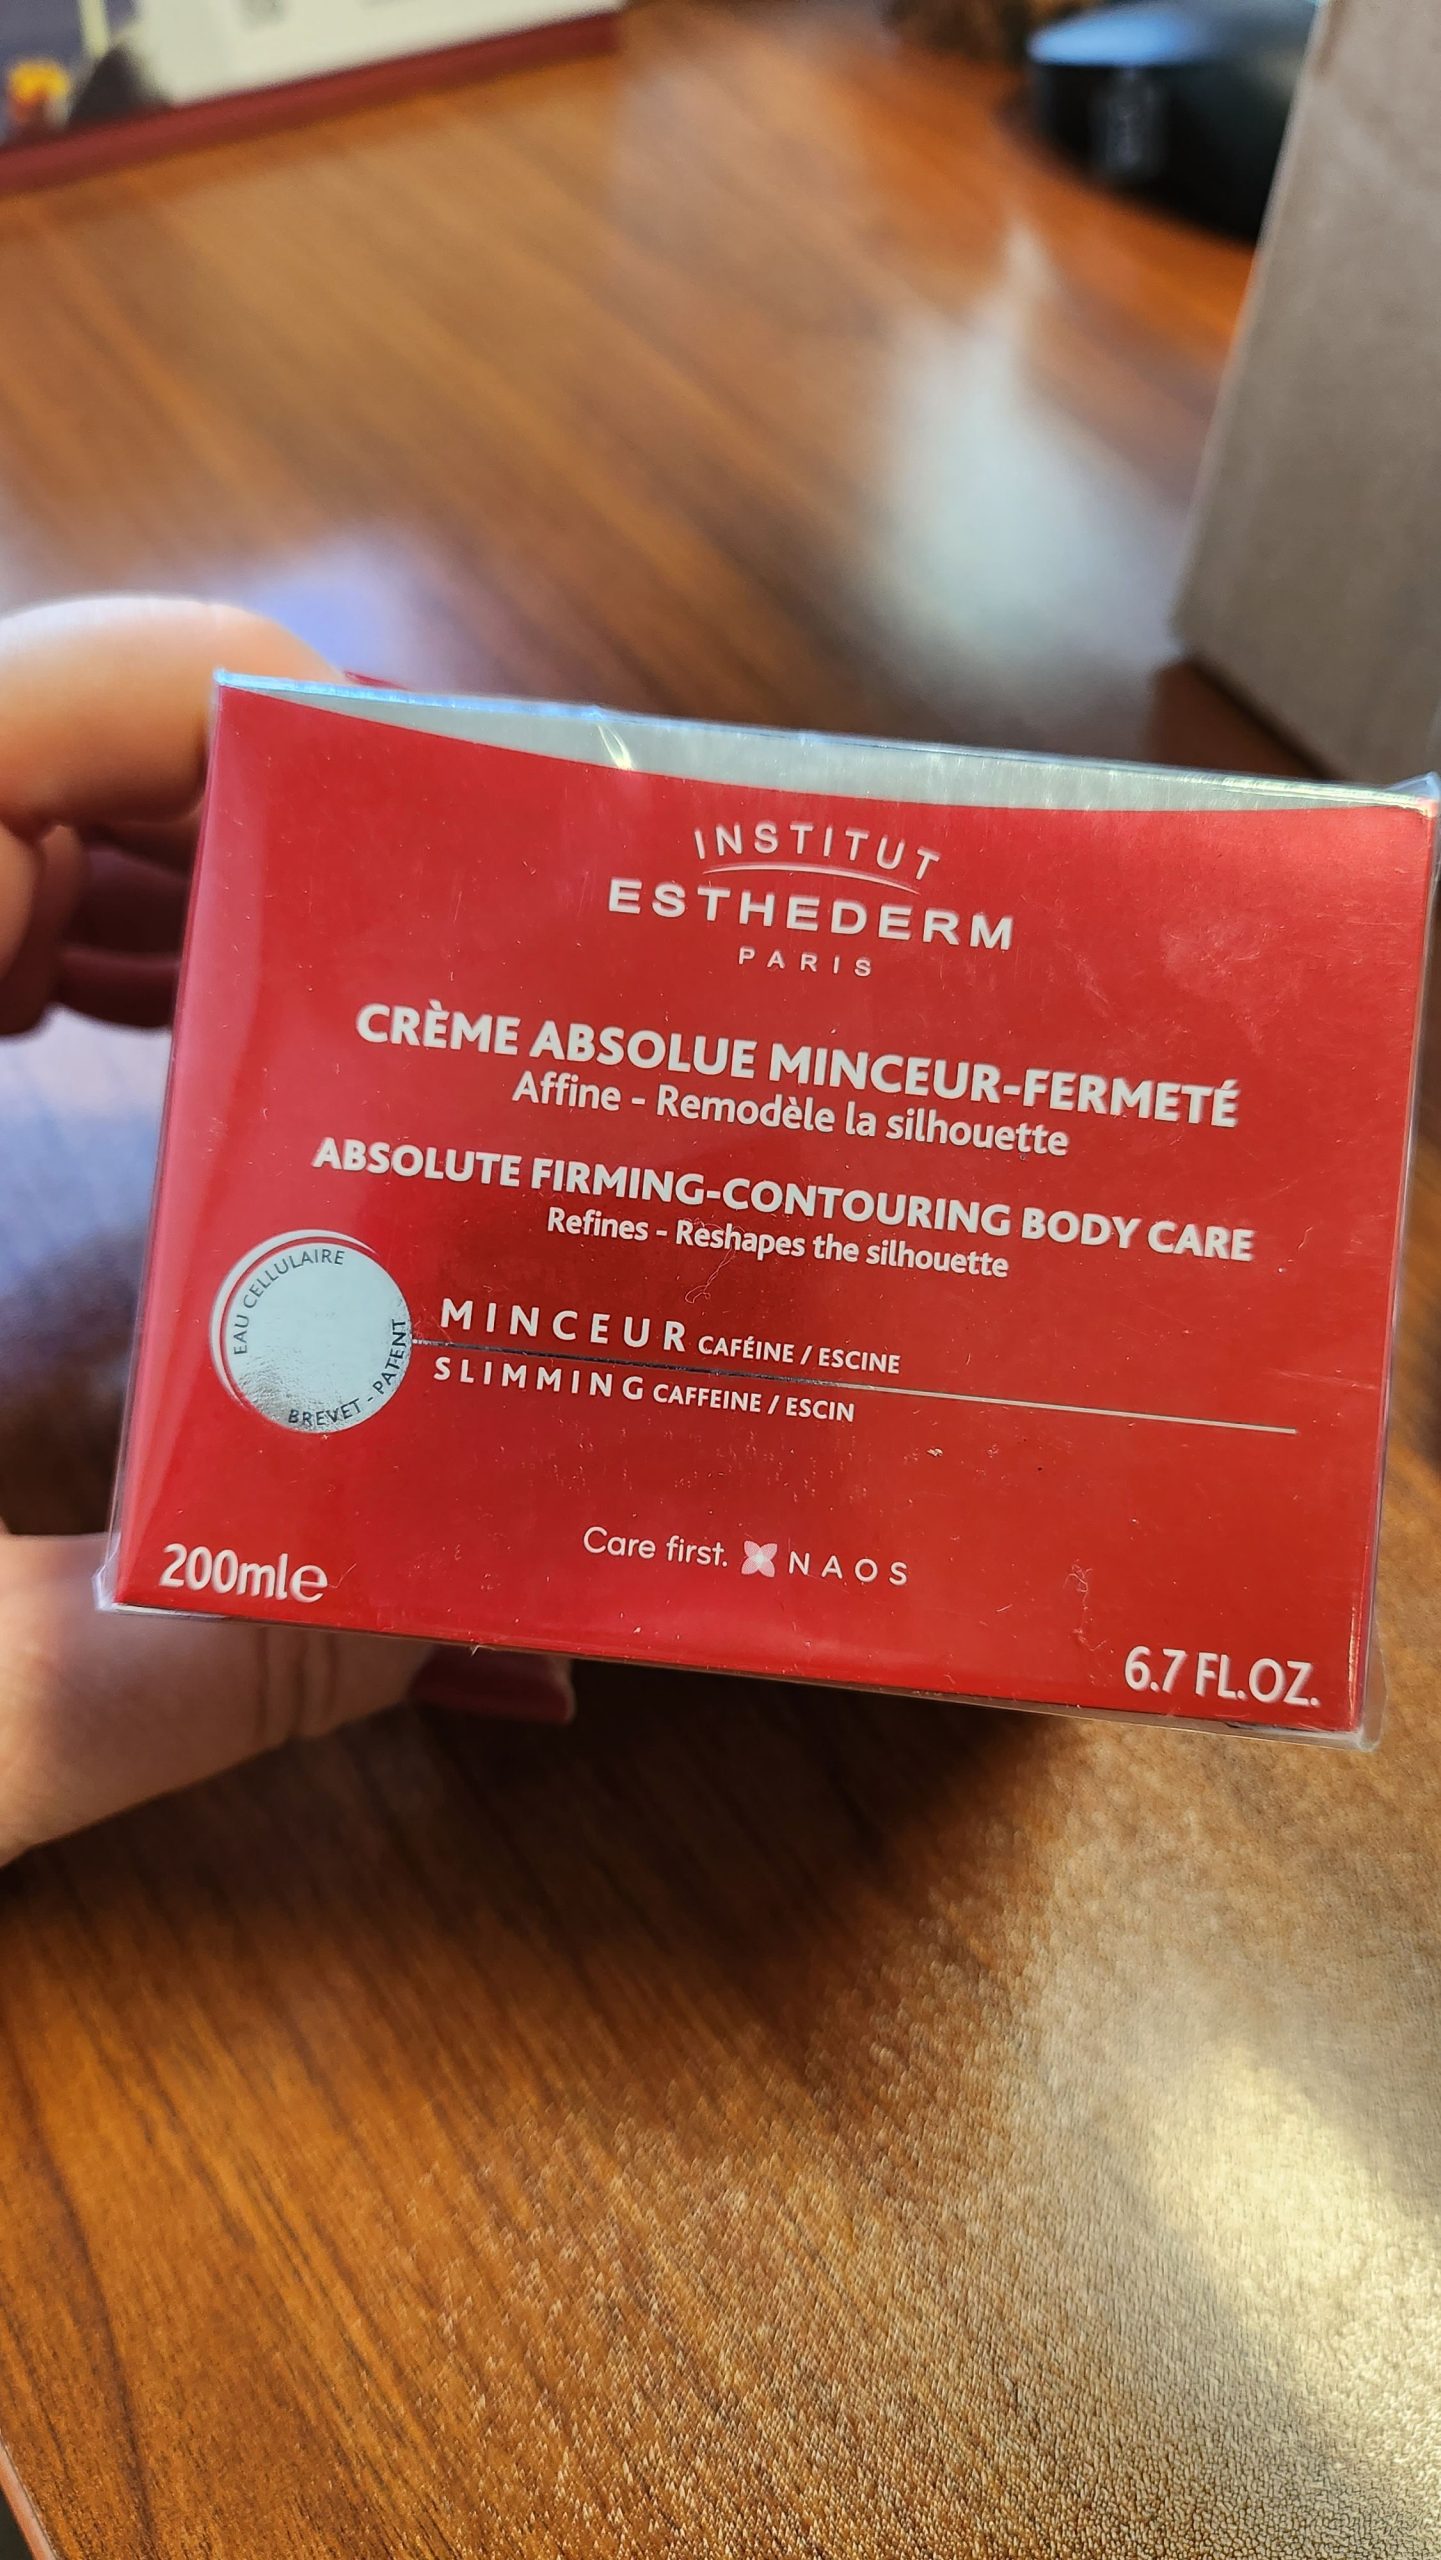 INSTITUT
ESTHEDERM
PARIS
CRÈME ABSOLUE MINCEUR-FERMETÉ
Affine - Remodèle la silhouette
ABSOLUTE FIRMING-CONTOURING BODY CARE
Refines - Reshapes the silhouette
EAU CELLULAIRE
BREVET - PATENT
MINCEUR CAFÉINE / ESCINE
SLIMMING CAFFEINE / ESCIN
Care first. NAOS
200ml℮
6.7 FL.OZ.